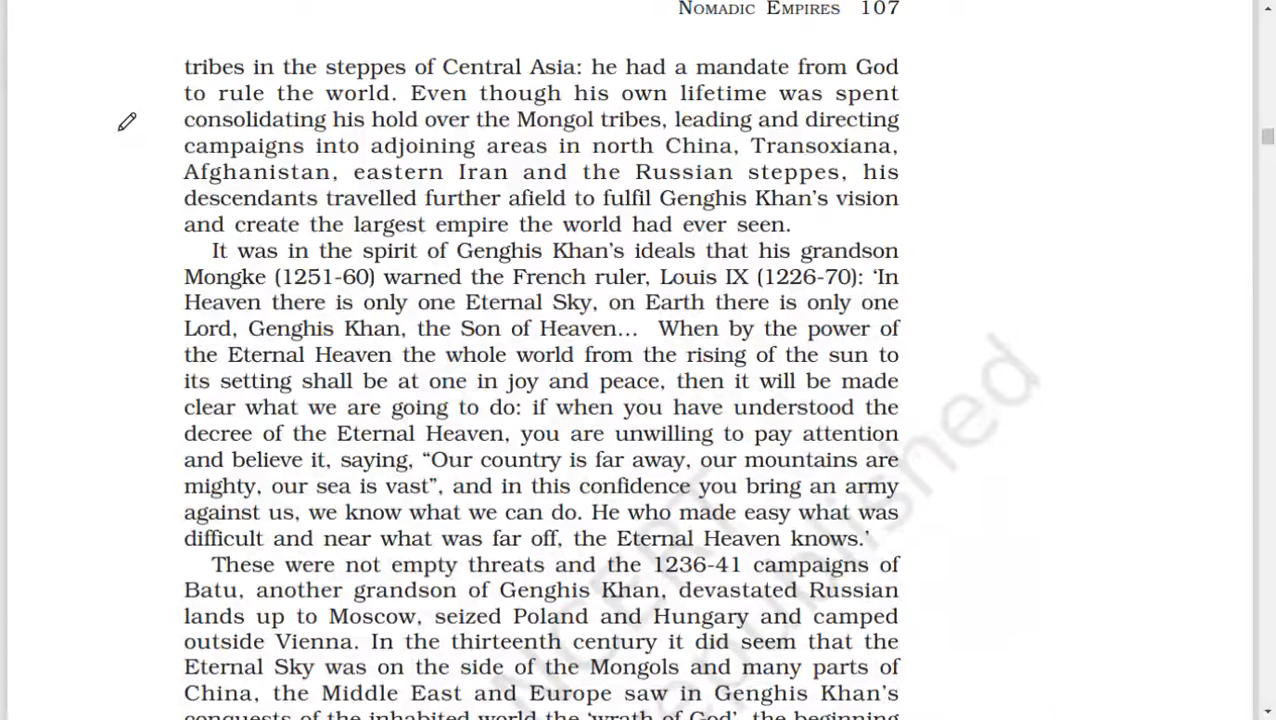 NOMADIC EMPIRES 107
tribes in the steppes of Central Asia: he had a mandate from God
to rule the world. Even though his own lifetime was spent
consolidating his hold over the Mongol tribes, leading and directing
campaigns into adjoining areas in north China, Transoxiana,
Afghanistan, eastern Iran and the Russian steppes, his
descendants travelled further afield to fulfil Genghis Khan's vision
and create the largest empire the world had ever seen.
It was in the spirit of Genghis Khan's ideals that his grandson
Mongke (1251-60) warned the French ruler, Louis IX (1226-70): 'In
Heaven there is only one Eternal Sky, on Earth there is only one
Lord, Genghis Khan, the Son of Heaven... When by the power of
the Eternal Heaven the whole world from the rising of the sun to
its setting shall be at one in joy and peace, then it will be made
clear what we are going to do: if when you have understood the
decree of the Eternal Heaven, you are unwilling to pay attention
and believe it, saying, “Our country is far away, our mountains are
mighty, our sea is vast”, and in this confidence you bring an army
against us, we know what we can do. He who made easy what was
difficult and near what was far off, the Eternal Heaven knows.'
These were not empty threats and the 1236-41 campaigns of
Batu, another grandson of Genghis Khan, devastated Russian
lands up to Moscow, seized Poland and Hungary and camped
outside Vienna. In the thirteenth century it did seem that the
Eternal Sky was on the side of the Mongols and many parts of
China, the Middle East and Europe saw in Genghis Khan's
conquests of the inhabited world the 'wrath of God', the beginning
NCERT
republished